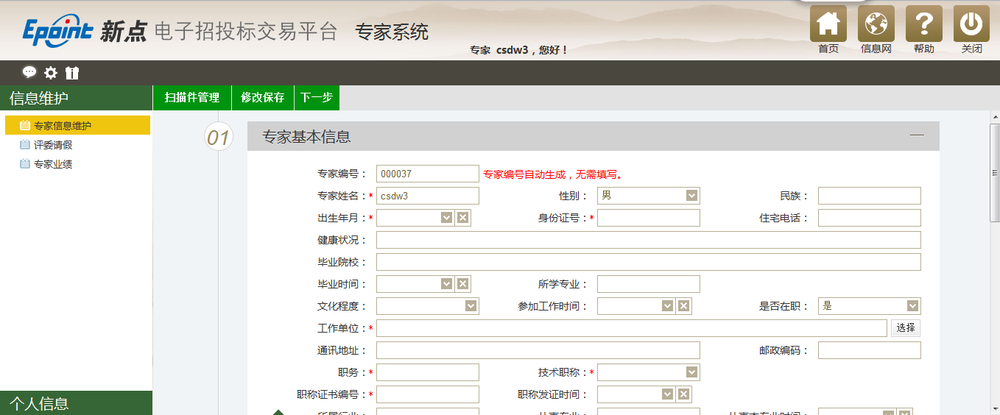 Epoint 新点 电子招投标交易平台 专家系统
专家 csdw3，您好！
首页 信息网 帮助 关闭
信息维护
扫描件管理 修改保存 下一步
专家信息维护
评委请假
专家业绩
个人信息
01 专家基本信息
专家编号： 000037 专家编号自动生成，无需填写。
专家姓名：* csdw3 性别： 男 民族：
出生年月：* 身份证号：* 住宅电话：
健康状况：
毕业院校：
毕业时间： 所学专业：
文化程度： 参加工作时间： 是否在职： 是
工作单位：* 选择
通讯地址： 邮政编码：
职务：* 技术职称：*
职称证书编号：* 职称发证时间：